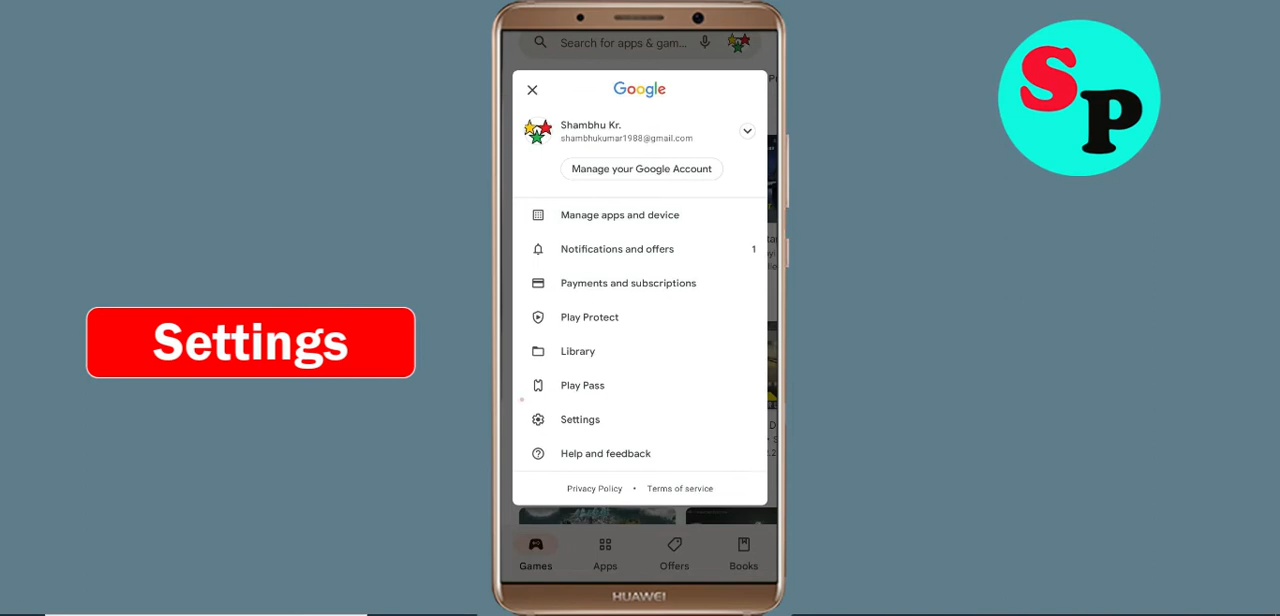 Search for apps & gam...
Google
Shambhu Kr.
shambhukumar1988@gmail.com
Manage your Google Account
Manage apps and device
Notifications and offers 1
Payments and subscriptions
Play Protect
Library
Play Pass
Settings
Help and feedback
Privacy Policy • Terms of service
Games Apps Offers Books
HUAWEI
Settings
SP